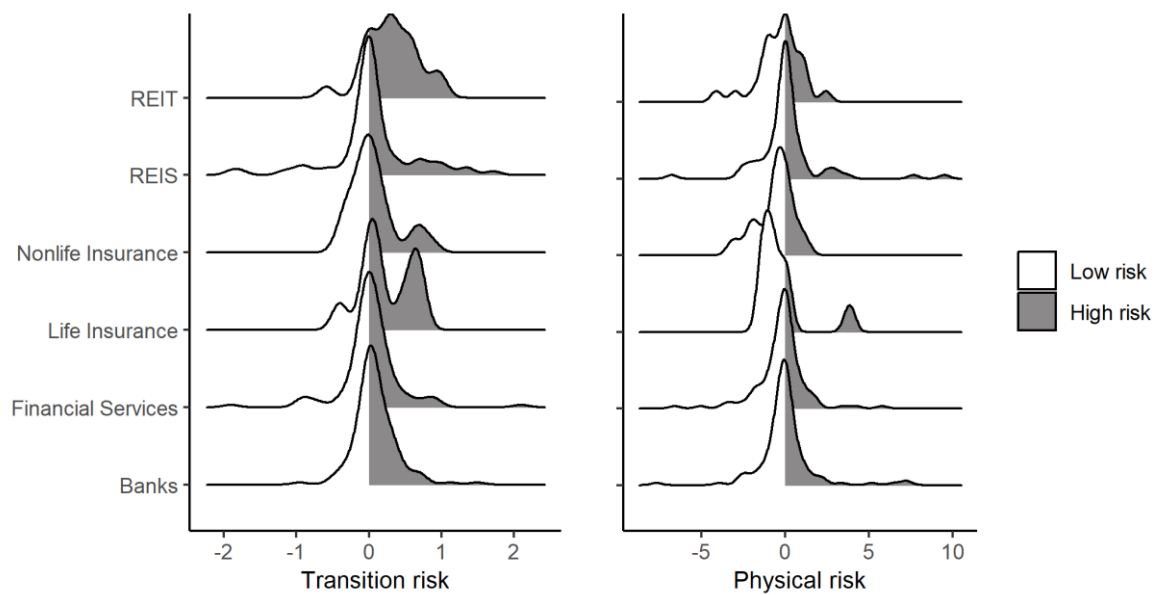 REIT
REIS
Nonlife Insurance
Life Insurance
Financial Services
Banks
-2 -1 0 1 2
Transition risk
-5 0 5 10
Physical risk
Low risk
High risk